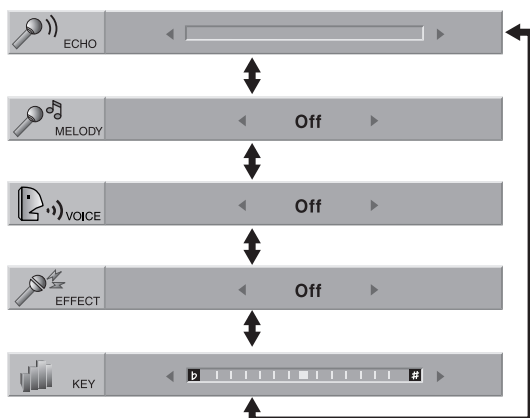 ECHO
MELODY Off
VOICE Off
EFFECT Off
KEY ♭ #